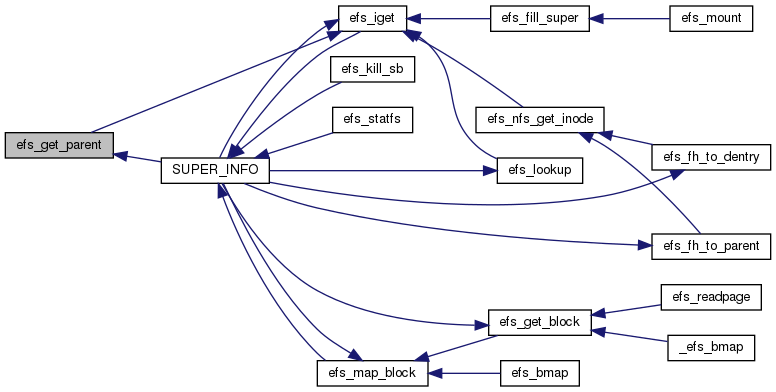 efs_iget
efs_fill_super
efs_mount
efs_kill_sb
efs_statfs
efs_nfs_get_inode
efs_get_parent
efs_fh_to_dentry
SUPER_INFO
efs_lookup
efs_fh_to_parent
efs_readpage
efs_get_block
_efs_bmap
efs_map_block
efs_bmap